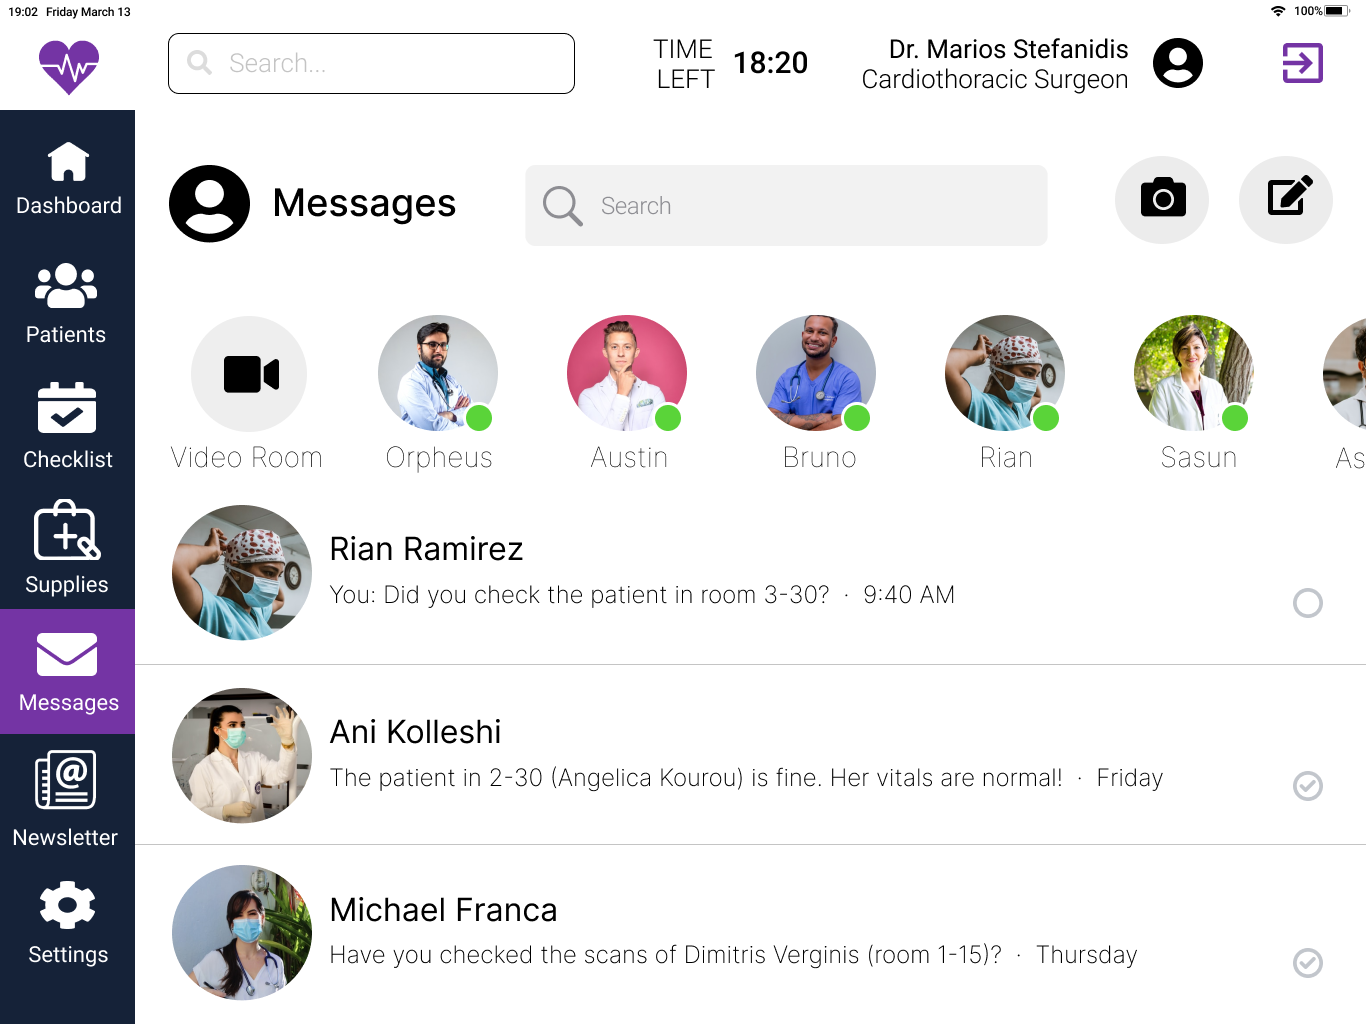 19:02 Friday March 13
100%
Search...
TIME
LEFT
18:20
Dr. Marios Stefanidis
Cardiothoracic Surgeon
Dashboard
Patients
Checklist
Supplies
Messages
Newsletter
Settings
Messages
Search
Video Room
Orpheus
Austin
Bruno
Rian
Sasun
As
Rian Ramirez
You: Did you check the patient in room 3-30? · 9:40 AM
Ani Kolleshi
The patient in 2-30 (Angelica Kourou) is fine. Her vitals are normal! · Friday
Michael Franca
Have you checked the scans of Dimitris Verginis (room 1-15)? · Thursday